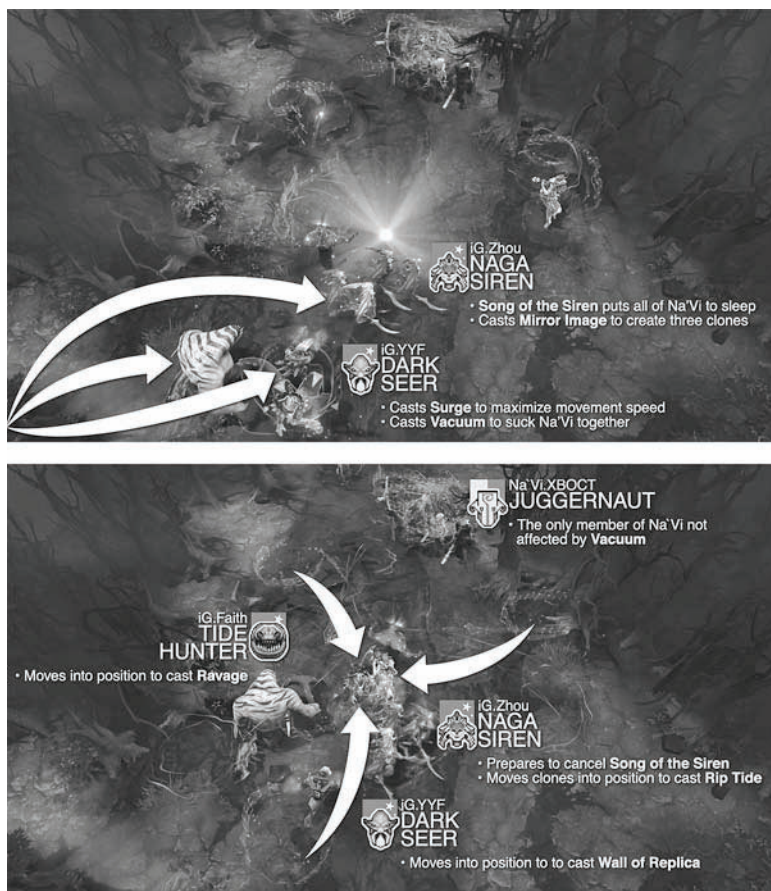 iG.Zhou
NAGA
SIREN
• Song of the Siren puts all of Na'Vi to sleep
• Casts Mirror Image to create three clones
iG.YYF
DARK
SEER
• Casts Surge to maximize movement speed
• Casts Vacuum to suck Na'Vi together
Na`Vi.XBOCT
JUGGERNAUT
• The only member of Na`Vi not
affected by Vacuum
iG.Faith
TIDE
HUNTER
• Moves into position to cast Ravage
iG.Zhou
NAGA
SIREN
• Prepares to cancel Song of the Siren
• Moves clones into position to cast Rip Tide
iG.YYF
DARK
SEER
• Moves into position to to cast Wall of Replica